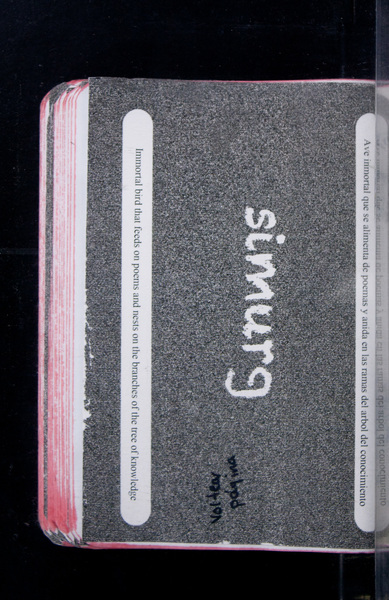 Ave inmortal que se alimenta de poemas y anida en las ramas del arbol del conocimiento
simurg
Immortal bird that feeds on poems and nests on the branches of the tree of knowledge
Voltear
página